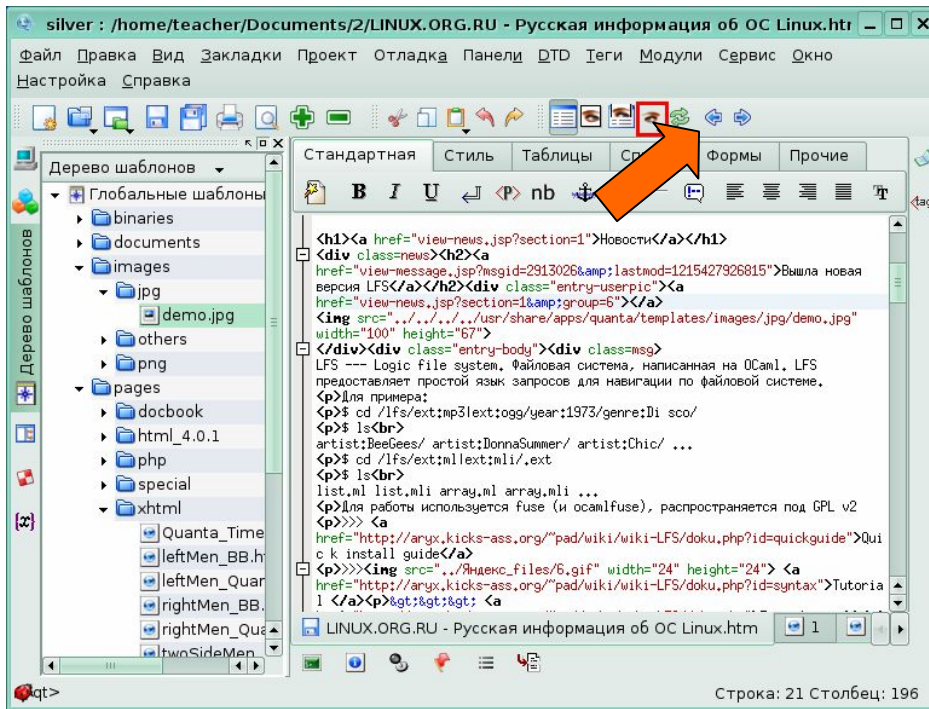 silver : /home/teacher/Documents/2/LINUX.ORG.RU - Русская информация об ОС Linux.htr
Файл Правка Вид Закладки Проект Отладка Панели DTD Теги Модули Сервис Окно
Настройка Справка
Дерево шаблонов
Дерево шаблонов
Глобальные шаблоны
binaries
documents
images
jpg
demo.jpg
others
png
pages
docbook
html_4.0.1
php
special
xhtml
Quanta_Time
leftMen_BB.h
leftMen_Quar
rightMen_BB.
rightMen_Qua
twoSideMen
Стандартная Стиль Таблицы Формы Прочие
B I U <P> nb
<h1><a href="view-news.jsp?section=1">Новости</a></h1>
<div class=news><h2><a
href="view-message.jsp?msgid=2913026&amp;lastmod=1215427926815">Вышла новая
версия LFS</a></h2><div class="entry-userpic"><a
href="view-news.jsp?section=1&amp;group=6"></a>
<img src="../../../../usr/share/apps/quanta/templates/images/jpg/demo.jpg"
width="100" height="67">
</div><div class="entry-body"><div class=msg>
LFS --- Logic file system. Файловая система, написанная на OCaml. LFS
предоставляет простой язык запросов для навигации по файловой системе.
<p>Для примера:
<p>$ cd /lfs/ext:mp3|ext:ogg/year:1973/genre:Di sco/
<p>$ ls<br>
artist:BeeGees/ artist:DonnaSummer/ artist:Chic/ ...
<p>$ cd /lfs/ext:ml|ext:mli/.ext
<p>$ ls<br>
list.ml list.mli array.ml array.mli ...
<p>Для работы используется fuse (и ocamlfuse), распространяется под GPL v2
<p>>>> <a
href="http://aryx.kicks-ass.org/~pad/wiki/wiki-LFS/doku.php?id=quickguide">Qui
c k install guide</a>
<p>>>><img src="../Яндекс_files/6.gif" width="24" height="24"> <a
href="http://aryx.kicks-ass.org/~pad/wiki/wiki-LFS/doku.php?id=syntax">Tutoria
l </a><p>&gt;&gt;&gt; <a
LINUX.ORG.RU - Русская информация об ОС Linux.htm 1
{x}
qt>
Строка: 21 Столбец: 196